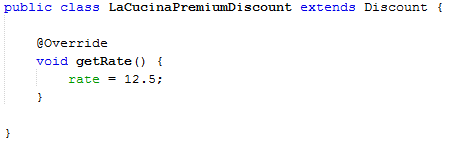 public class LaCucinaPremiumDiscount extends Discount {
@Override
void getRate() {
rate = 12.5;
}
}